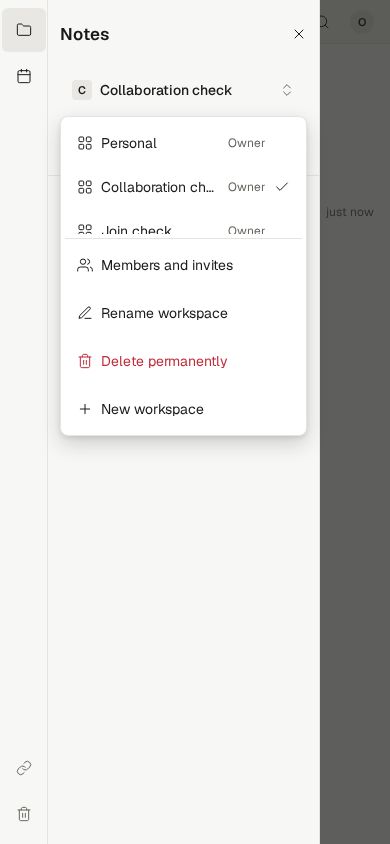 Notes
O
C Collaboration check
Personal Owner
Collaboration ch... Owner
just now
Join check Owner
Members and invites
Rename workspace
Delete permanently
New workspace